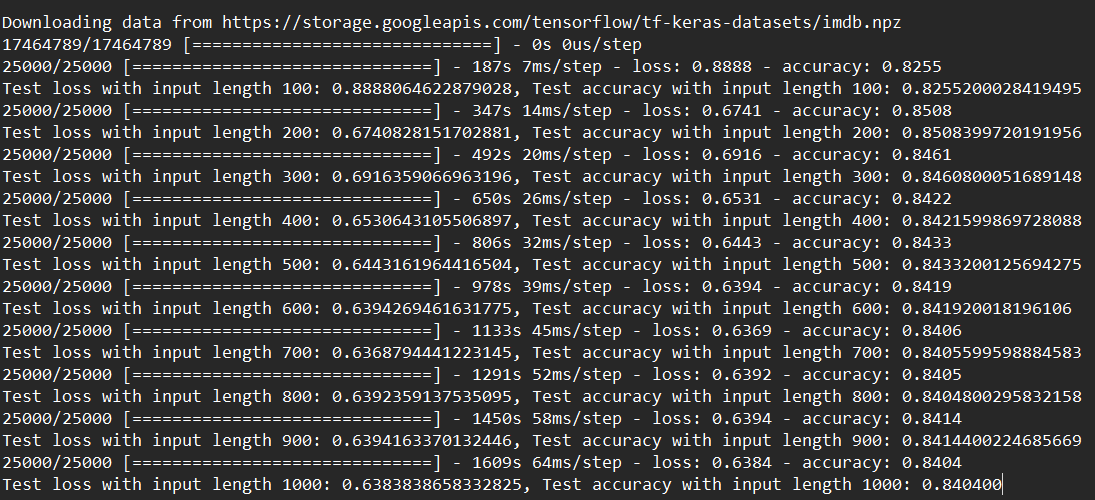 Downloading data from https://storage.googleapis.com/tensorflow/tf-keras-datasets/imdb.npz
17464789/17464789 [==============================] - 0s 0us/step
25000/25000 [==============================] - 187s 7ms/step - loss: 0.8888 - accuracy: 0.8255
Test loss with input length 100: 0.8888064622879028, Test accuracy with input length 100: 0.8255200028419495
25000/25000 [==============================] - 347s 14ms/step - loss: 0.6741 - accuracy: 0.8508
Test loss with input length 200: 0.6740828151702881, Test accuracy with input length 200: 0.8508399720191956
25000/25000 [==============================] - 492s 20ms/step - loss: 0.6916 - accuracy: 0.8461
Test loss with input length 300: 0.6916359066963196, Test accuracy with input length 300: 0.8460800051689148
25000/25000 [==============================] - 650s 26ms/step - loss: 0.6531 - accuracy: 0.8422
Test loss with input length 400: 0.6530643105506897, Test accuracy with input length 400: 0.8421599869728088
25000/25000 [==============================] - 806s 32ms/step - loss: 0.6443 - accuracy: 0.8433
Test loss with input length 500: 0.6443161964416504, Test accuracy with input length 500: 0.8433200125694275
25000/25000 [==============================] - 978s 39ms/step - loss: 0.6394 - accuracy: 0.8419
Test loss with input length 600: 0.6394269461631775, Test accuracy with input length 600: 0.841920018196106
25000/25000 [==============================] - 1133s 45ms/step - loss: 0.6369 - accuracy: 0.8406
Test loss with input length 700: 0.6368794441223145, Test accuracy with input length 700: 0.8405599598884583
25000/25000 [==============================] - 1291s 52ms/step - loss: 0.6392 - accuracy: 0.8405
Test loss with input length 800: 0.6392359137535095, Test accuracy with input length 800: 0.8404800295832158
25000/25000 [==============================] - 1450s 58ms/step - loss: 0.6394 - accuracy: 0.8414
Test loss with input length 900: 0.6394163370132446, Test accuracy with input length 900: 0.8414400224685669
25000/25000 [==============================] - 1609s 64ms/step - loss: 0.6384 - accuracy: 0.8404
Test loss with input length 1000: 0.6383838658332825, Test accuracy with input length 1000: 0.840400